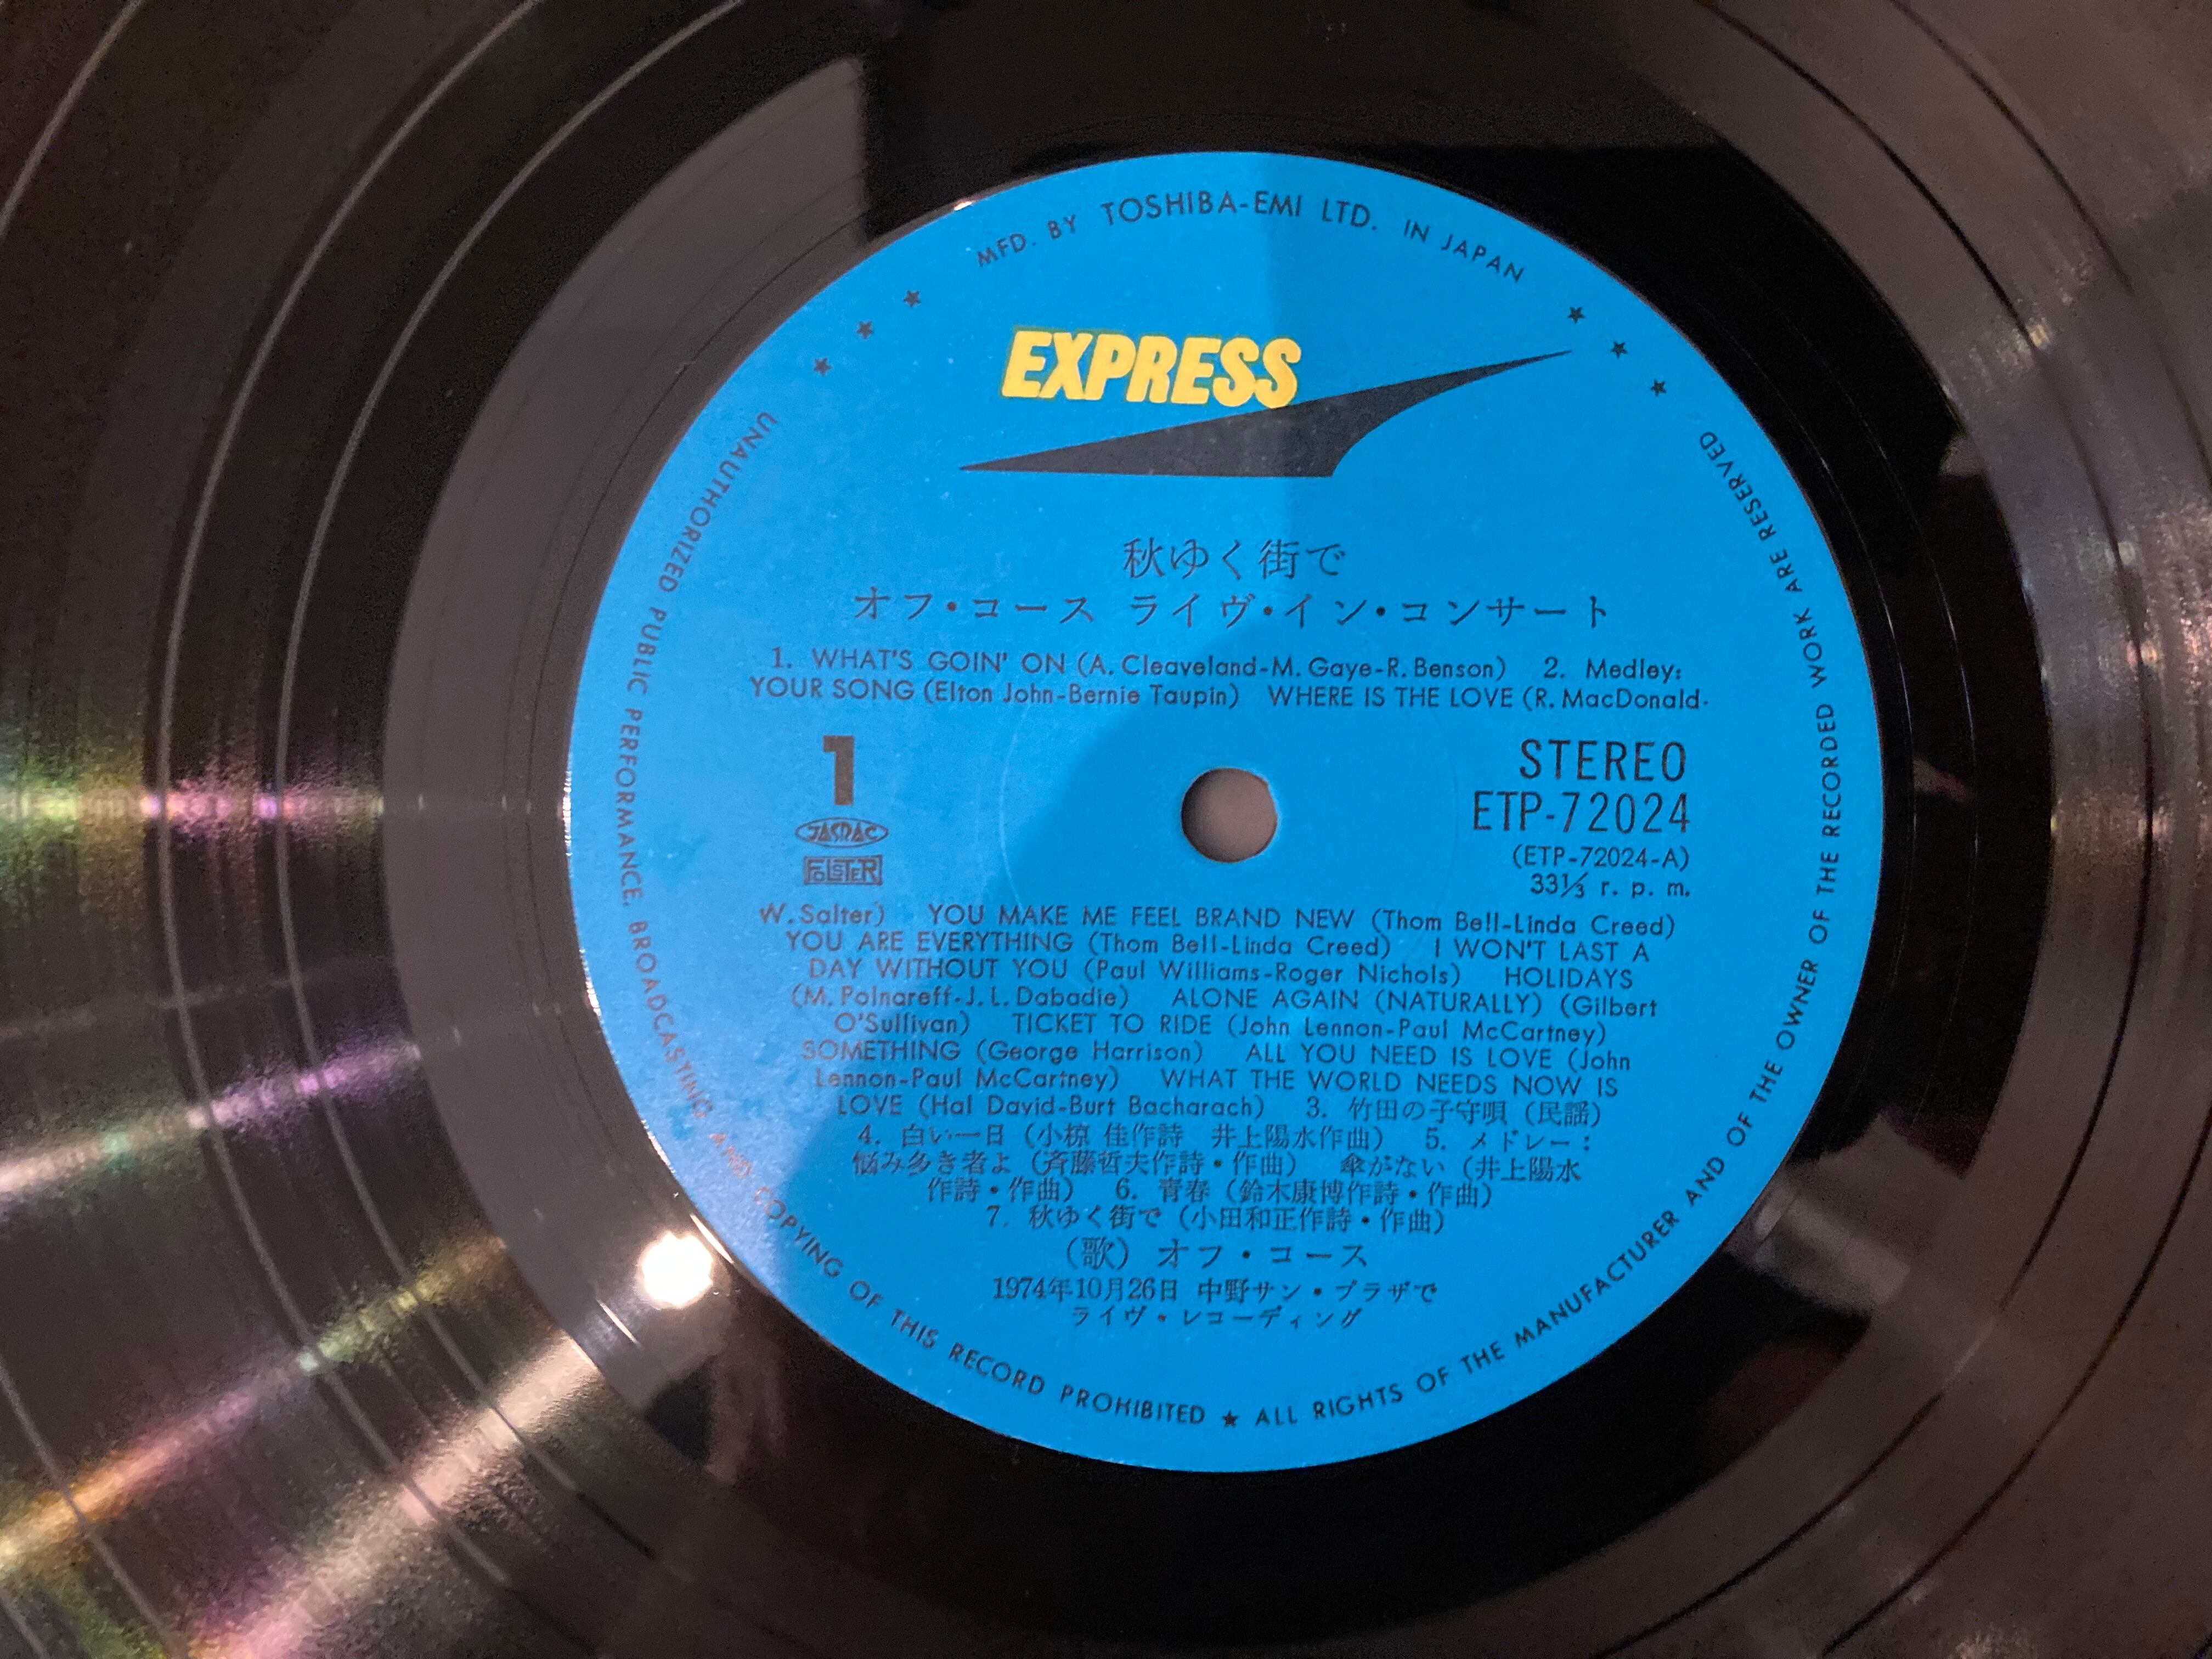 MFD. BY TOSHIBA-EMI LTD. IN JAPAN
EXPRESS
秋ゆく街で
オフ・コース ライヴ・イン・コンサート
1. WHAT'S GOIN' ON (A. Cleaveland-M. Gaye-R. Benson) 2. Medley:
YOUR SONG (Elton John-Bernie Taupin) WHERE IS THE LOVE (R. MacDonald-
1
JASRAC
FOLSTER
STEREO
ETP-72024
(ETP-72024-A)
33⅓ r. p. m.
W. Salter) YOU MAKE ME FEEL BRAND NEW (Thom Bell-Linda Creed)
YOU ARE EVERYTHING (Thom Bell-Linda Creed) I WON'T LAST A
DAY WITHOUT YOU (Paul Williams-Roger Nichols) HOLIDAYS
(M. Polnareff-J. L. Dabadie) ALONE AGAIN (NATURALLY) (Gilbert
O'Sullivan) TICKET TO RIDE (John Lennon-Paul McCartney)
SOMETHING (George Harrison) ALL YOU NEED IS LOVE (John
Lennon-Paul McCartney) WHAT THE WORLD NEEDS NOW IS
LOVE (Hal David-Burt Bacharach) 3. 竹田の子守唄 (民謡)
4. 白い一日 (小椋 佳作詩 井上陽水作曲) 5. メドレー:
悩み多き者よ (斉藤哲夫作詩・作曲) 傘がない (井上陽水
作詩・作曲) 6. 青春 (鈴木康博作詩・作曲)
7. 秋ゆく街で (小田和正作詩・作曲)
(歌) オフ・コース
1974年10月26日 中野サン・プラザで
ライヴ・レコーディング
UNAUTHORIZED PUBLIC PERFORMANCE, BROADCASTING AND COPYING OF THIS RECORD PROHIBITED ★ ALL RIGHTS OF THE MANUFACTURER AND OF THE OWNER OF THE RECORDED WORK ARE RESERVED